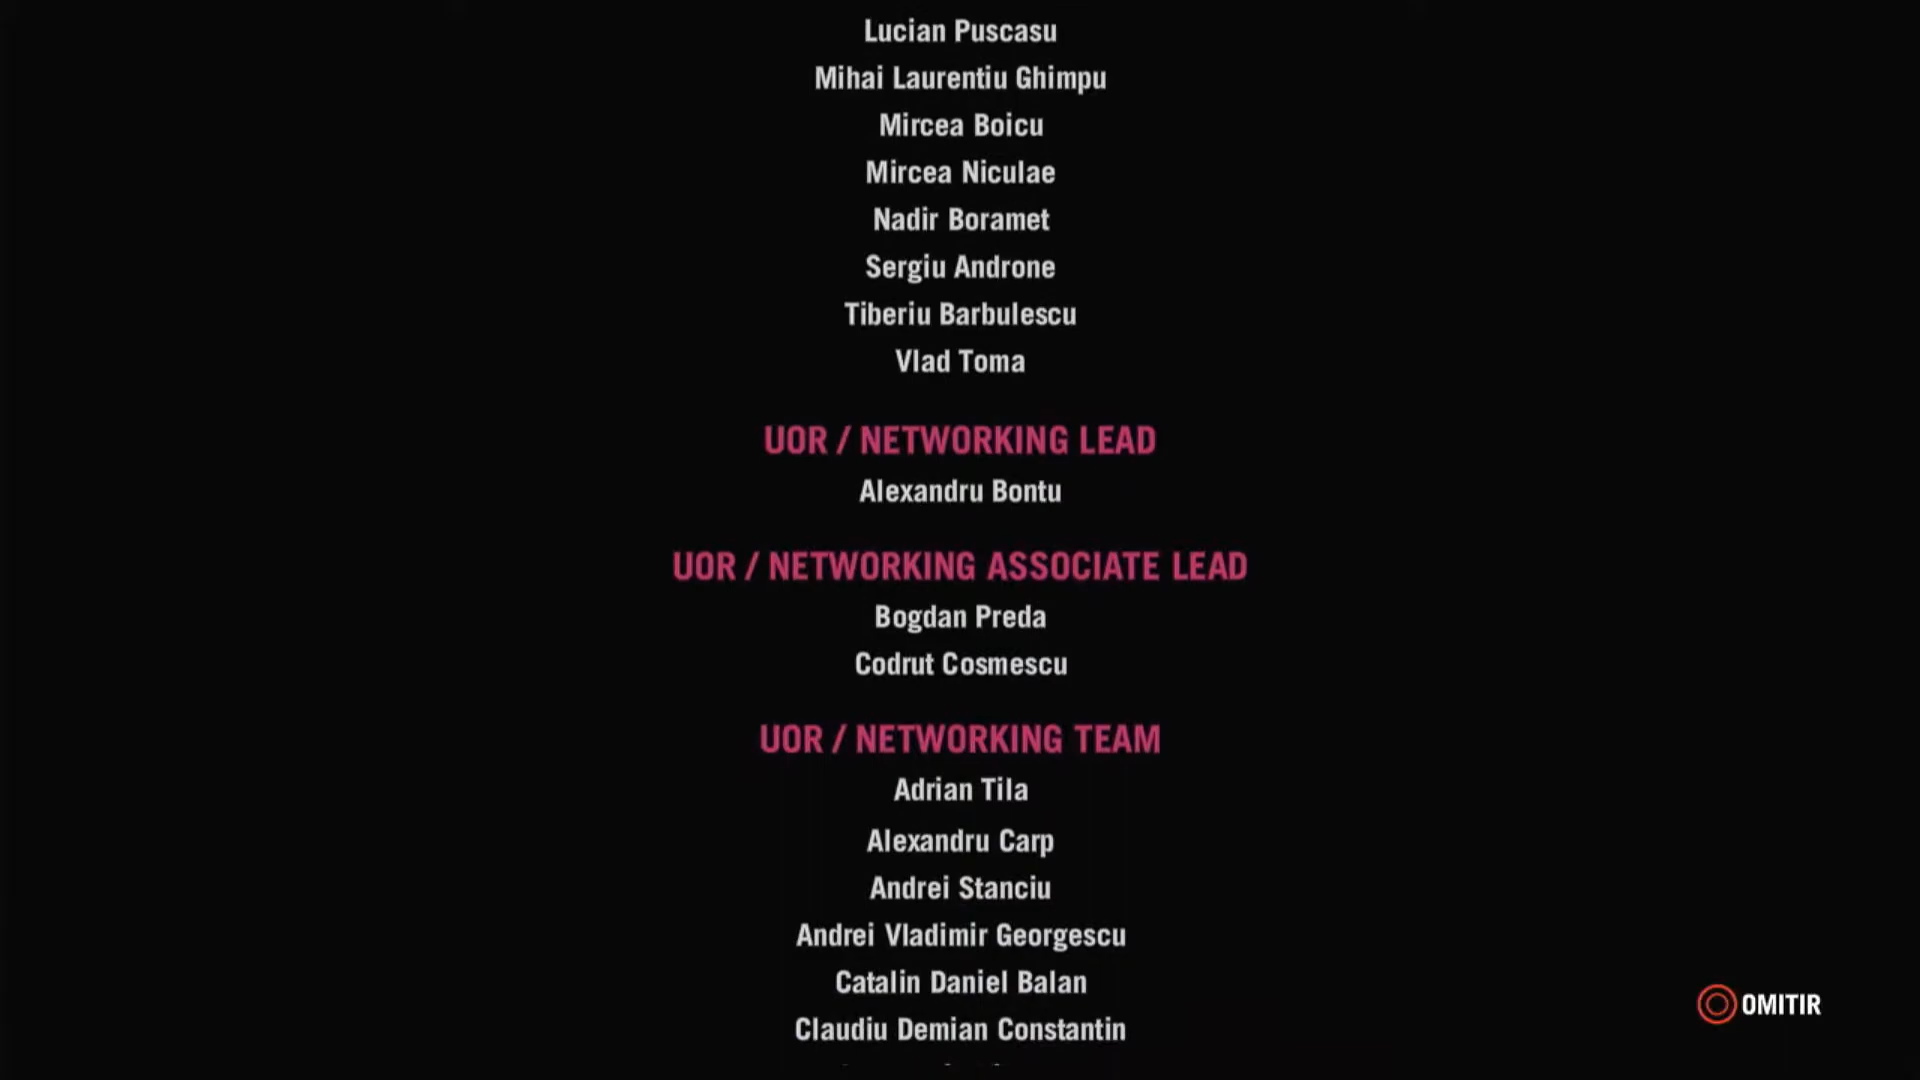 Lucian Puscasu
Mihai Laurentiu Ghimpu
Mircea Boicu
Mircea Niculae
Nadir Boramet
Sergiu Androne
Tiberiu Barbulescu
Vlad Toma
UOR / NETWORKING LEAD
Alexandru Bontu
UOR / NETWORKING ASSOCIATE LEAD
Bogdan Preda
Codrut Cosmescu
UOR / NETWORKING TEAM
Adrian Tila
Alexandru Carp
Andrei Stanciu
Andrei Vladimir Georgescu
Catalin Daniel Balan
Claudiu Demian Constantin
OMITIR